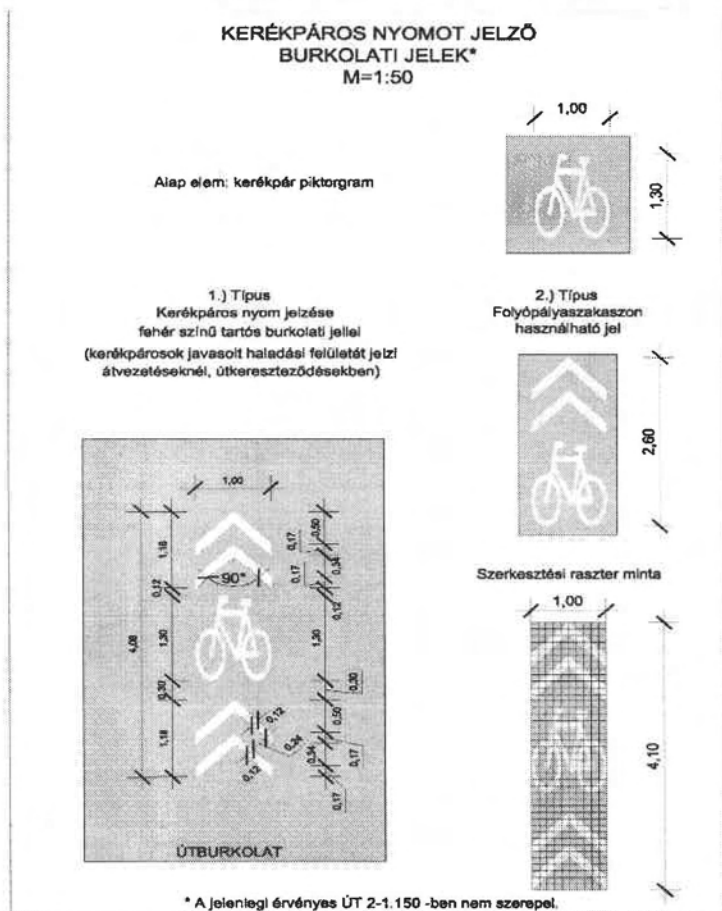 KERÉKPÁROS NYOMOT JELZŐ
BURKOLATI JELEK*
M=1:50
1,00
Alap elem: kerékpár piktorgram
1,30
1.) Típus
Kerékpáros nyom jelzése
fehér színű tartós burkolati jellel
(kerékpárosok javasolt haladási felületét jelzi
átvezetéseknél, útkereszteződésekben)
2.) Típus
Folyópályaszakaszon
használható jel
2,60
1,00
4,08
1,18
0,12
1,30
0,30
1,18
90°
0,17
0,50
0,34
0,17
0,12
1,30
0,30
0,50
0,17
0,34
0,17
0,12
0,24
0,12
ÚTBURKOLAT
Szerkesztési raszter minta
1,00
4,10
* A jelenlegi érvényes ÚT 2-1.150 -ben nem szerepel.